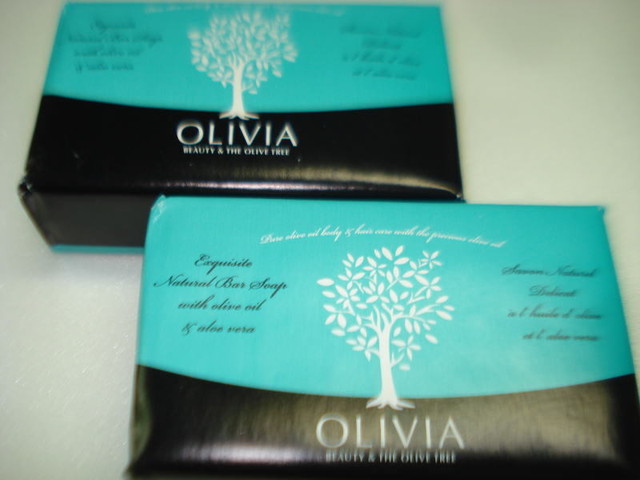 OLIVIA
BEAUTY & THE OLIVE TREE
Pure olive oil body & hair care with the precious olive oil
Exquisite
Natural Bar Soap
with olive oil
& aloe vera
Savon Naturel
à l'huile d'olive
et l'aloe vera
OLIVIA
BEAUTY & THE OLIVE TREE